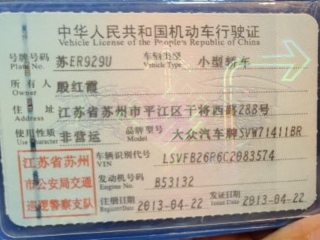 中华人民共和国机动车行驶证
Vehicle License of the People's Republic of China
号牌号码 苏ER929U 车辆类型 小型轿车
Plate No. Vehicle Type
所有人 殷红霞
Owner
住址 江苏省苏州市平江区干将西路288号
Address
使用性质 非营运 品牌型号 大众汽车牌SVW71411BR
Use Character Model
江苏省苏州 车辆识别代号 LSVFB26R6C2083574
VIN
市公安局交通 发动机号码 B53132
Engine No.
巡逻警察支队 注册日期 2013-04-22 发证日期 2013-04-22
Register Date Issue Date